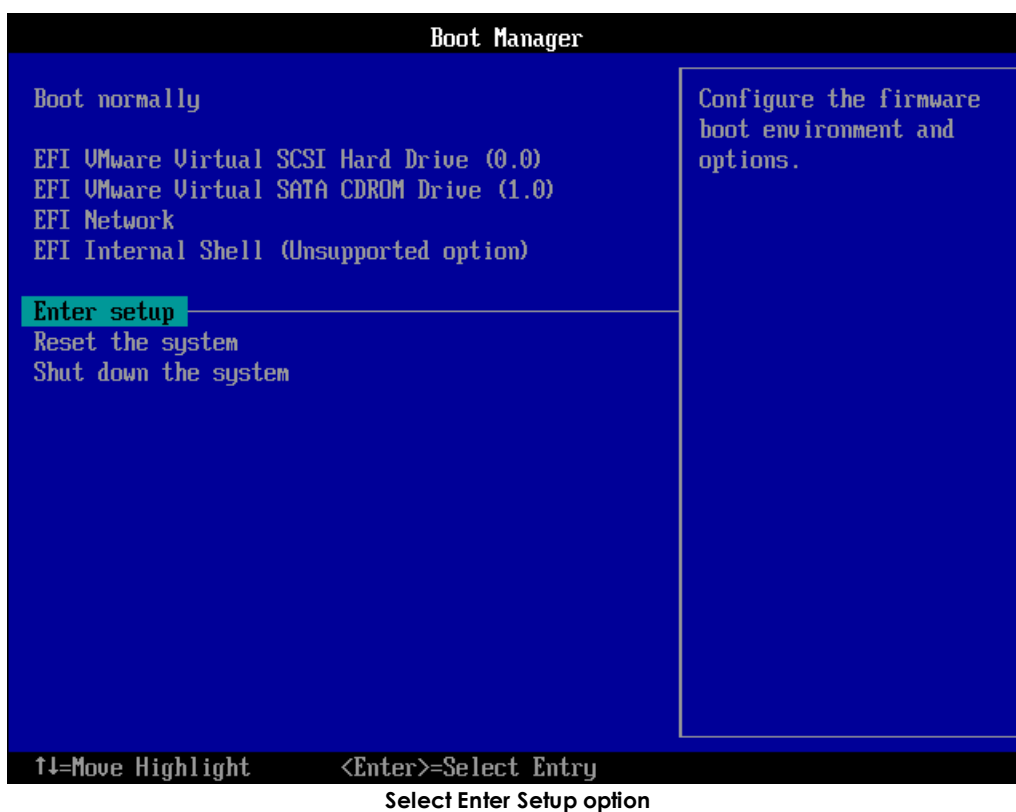 Boot Manager
Boot normally
EFI VMware Virtual SCSI Hard Drive (0.0)
EFI VMware Virtual SATA CDROM Drive (1.0)
EFI Network
EFI Internal Shell (Unsupported option)
Enter setup
Reset the system
Shut down the system
Configure the firmware
boot environment and
options.
↑↓=Move Highlight <Enter>=Select Entry
Select Enter Setup option